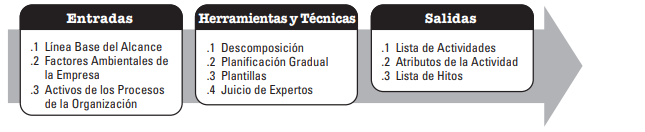 Entradas
.1 Línea Base del Alcance
.2 Factores Ambientales de
la Empresa
.3 Activos de los Procesos
de la Organización
Herramientas y Técnicas
.1 Descomposición
.2 Planificación Gradual
.3 Plantillas
.4 Juicio de Expertos
Salidas
.1 Lista de Actividades
.2 Atributos de la Actividad
.3 Lista de Hitos